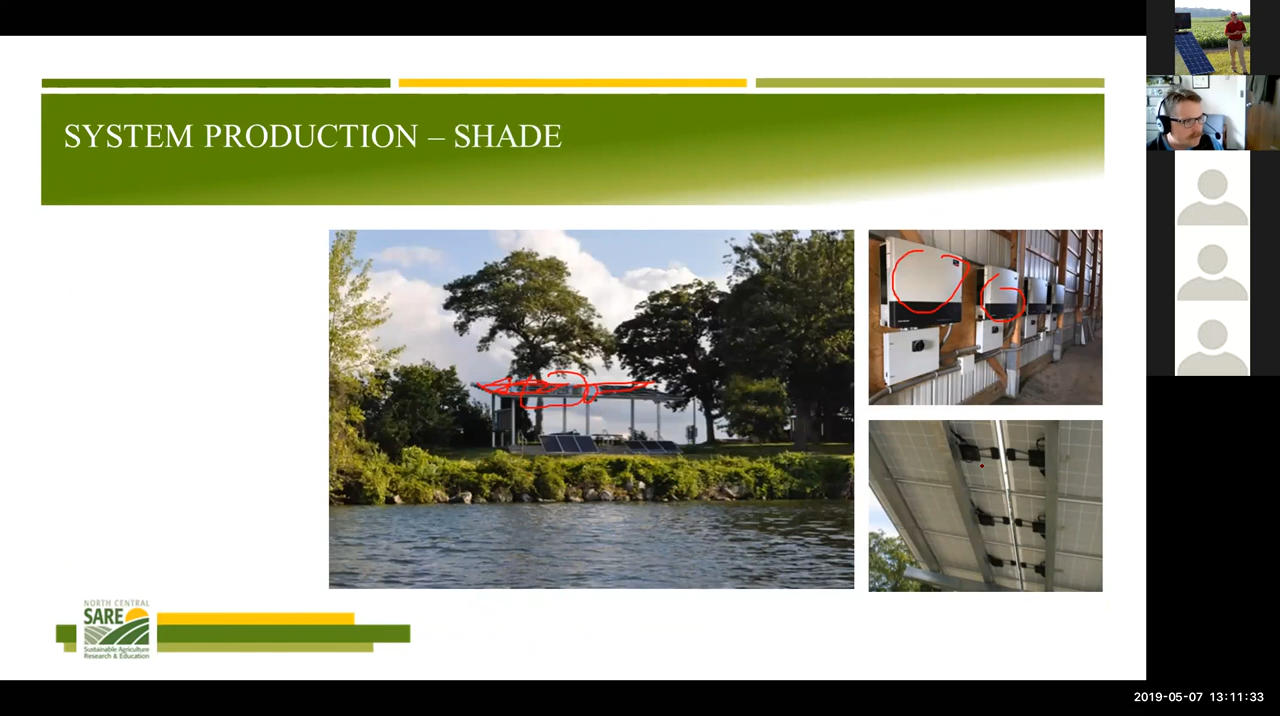 SYSTEM PRODUCTION – SHADE
NORTH CENTRAL
SARE
Sustainable Agriculture
Research & Education
2019-05-07 13:11:33